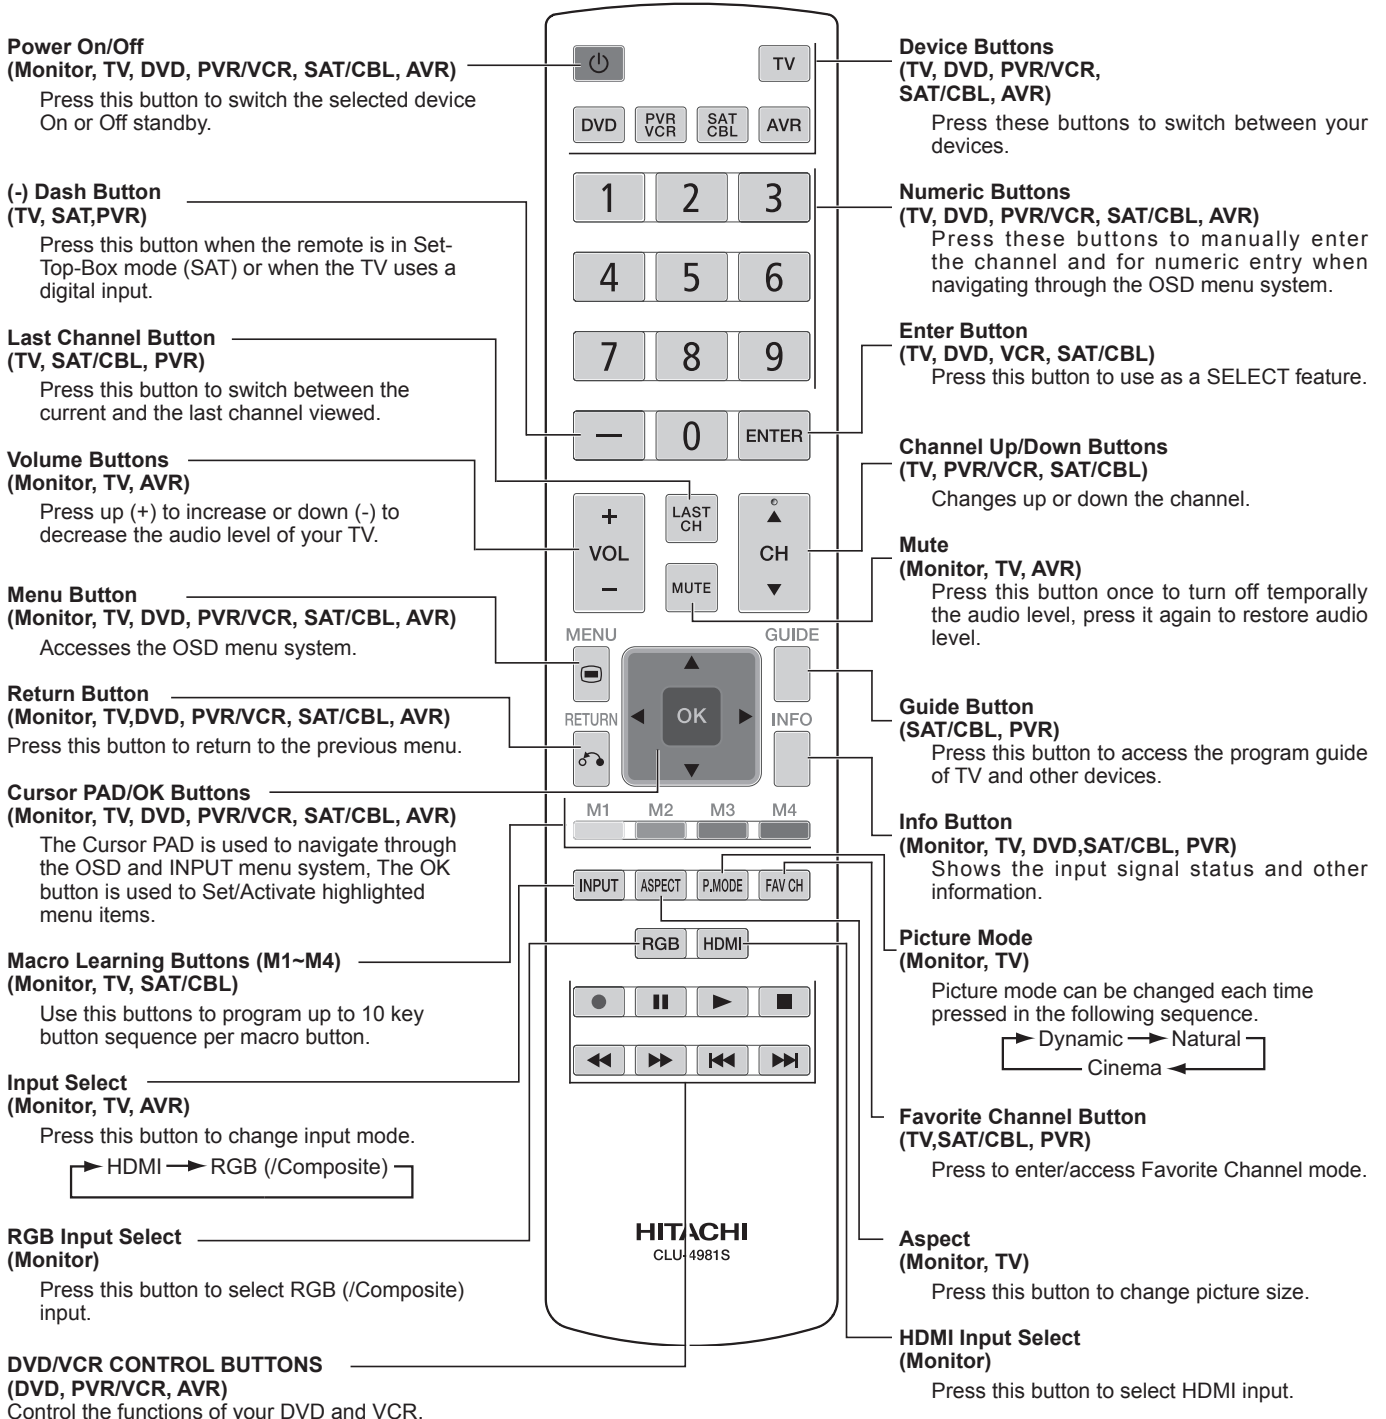 Power On/Off
(Monitor, TV, DVD, PVR/VCR, SAT/CBL, AVR)
Press this button to switch the selected device
On or Off standby.
(-) Dash Button
(TV, SAT,PVR)
Press this button when the remote is in Set-
Top-Box mode (SAT) or when the TV uses a
digital input.
Last Channel Button
(TV, SAT/CBL, PVR)
Press this button to switch between the
current and the last channel viewed.
Volume Buttons
(Monitor, TV, AVR)
Press up (+) to increase or down (-) to
decrease the audio level of your TV.
Menu Button
(Monitor, TV, DVD, PVR/VCR, SAT/CBL, AVR)
Accesses the OSD menu system.
Return Button
(Monitor, TV,DVD, PVR/VCR, SAT/CBL, AVR)
Press this button to return to the previous menu.
Cursor PAD/OK Buttons
(Monitor, TV, DVD, PVR/VCR, SAT/CBL, AVR)
The Cursor PAD is used to navigate through
the OSD and INPUT menu system, The OK
button is used to Set/Activate highlighted
menu items.
Macro Learning Buttons (M1~M4)
(Monitor, TV, SAT/CBL)
Use this buttons to program up to 10 key
button sequence per macro button.
Input Select
(Monitor, TV, AVR)
Press this button to change input mode.
HDMI RGB (/Composite)
RGB Input Select
(Monitor)
Press this button to select RGB (/Composite)
input.
DVD/VCR CONTROL BUTTONS
(DVD, PVR/VCR, AVR)
Control the functions of your DVD and VCR.
TV
DVD PVR VCR SAT CBL AVR
1 2 3
4 5 6
7 8 9
— 0 ENTER
+ VOL −
LAST CH
CH
MUTE
MENU GUIDE
OK
RETURN INFO
M1 M2 M3 M4
INPUT ASPECT P.MODE FAV CH
RGB HDMI
HITACHI
CLU-4981S
Device Buttons
(TV, DVD, PVR/VCR,
SAT/CBL, AVR)
Press these buttons to switch between your
devices.
Numeric Buttons
(TV, DVD, PVR/VCR, SAT/CBL, AVR)
Press these buttons to manually enter
the channel and for numeric entry when
navigating through the OSD menu system.
Enter Button
(TV, DVD, VCR, SAT/CBL)
Press this button to use as a SELECT feature.
Channel Up/Down Buttons
(TV, PVR/VCR, SAT/CBL)
Changes up or down the channel.
Mute
(Monitor, TV, AVR)
Press this button once to turn off temporally
the audio level, press it again to restore audio
level.
Guide Button
(SAT/CBL, PVR)
Press this button to access the program guide
of TV and other devices.
Info Button
(Monitor, TV, DVD,SAT/CBL, PVR)
Shows the input signal status and other
information.
Picture Mode
(Monitor, TV)
Picture mode can be changed each time
pressed in the following sequence.
Dynamic Natural
Cinema
Favorite Channel Button
(TV,SAT/CBL, PVR)
Press to enter/access Favorite Channel mode.
Aspect
(Monitor, TV)
Press this button to change picture size.
HDMI Input Select
(Monitor)
Press this button to select HDMI input.